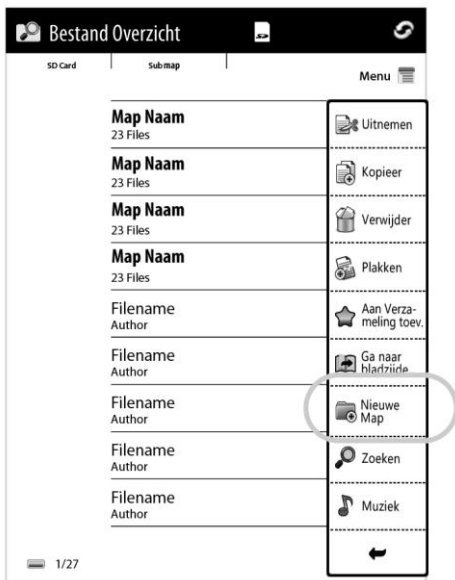 Bestand Overzicht
SD Card
Submap
Menu
Map Naam
23 Files
Map Naam
23 Files
Map Naam
23 Files
Map Naam
23 Files
Filename
Author
Filename
Author
Filename
Author
Filename
Author
Filename
Author
Uitnemen
Kopieer
Verwijder
Plakken
Aan Verza-
meling toev.
Ga naar
bladzijde
Nieuwe
Map
Zoeken
Muziek
1/27